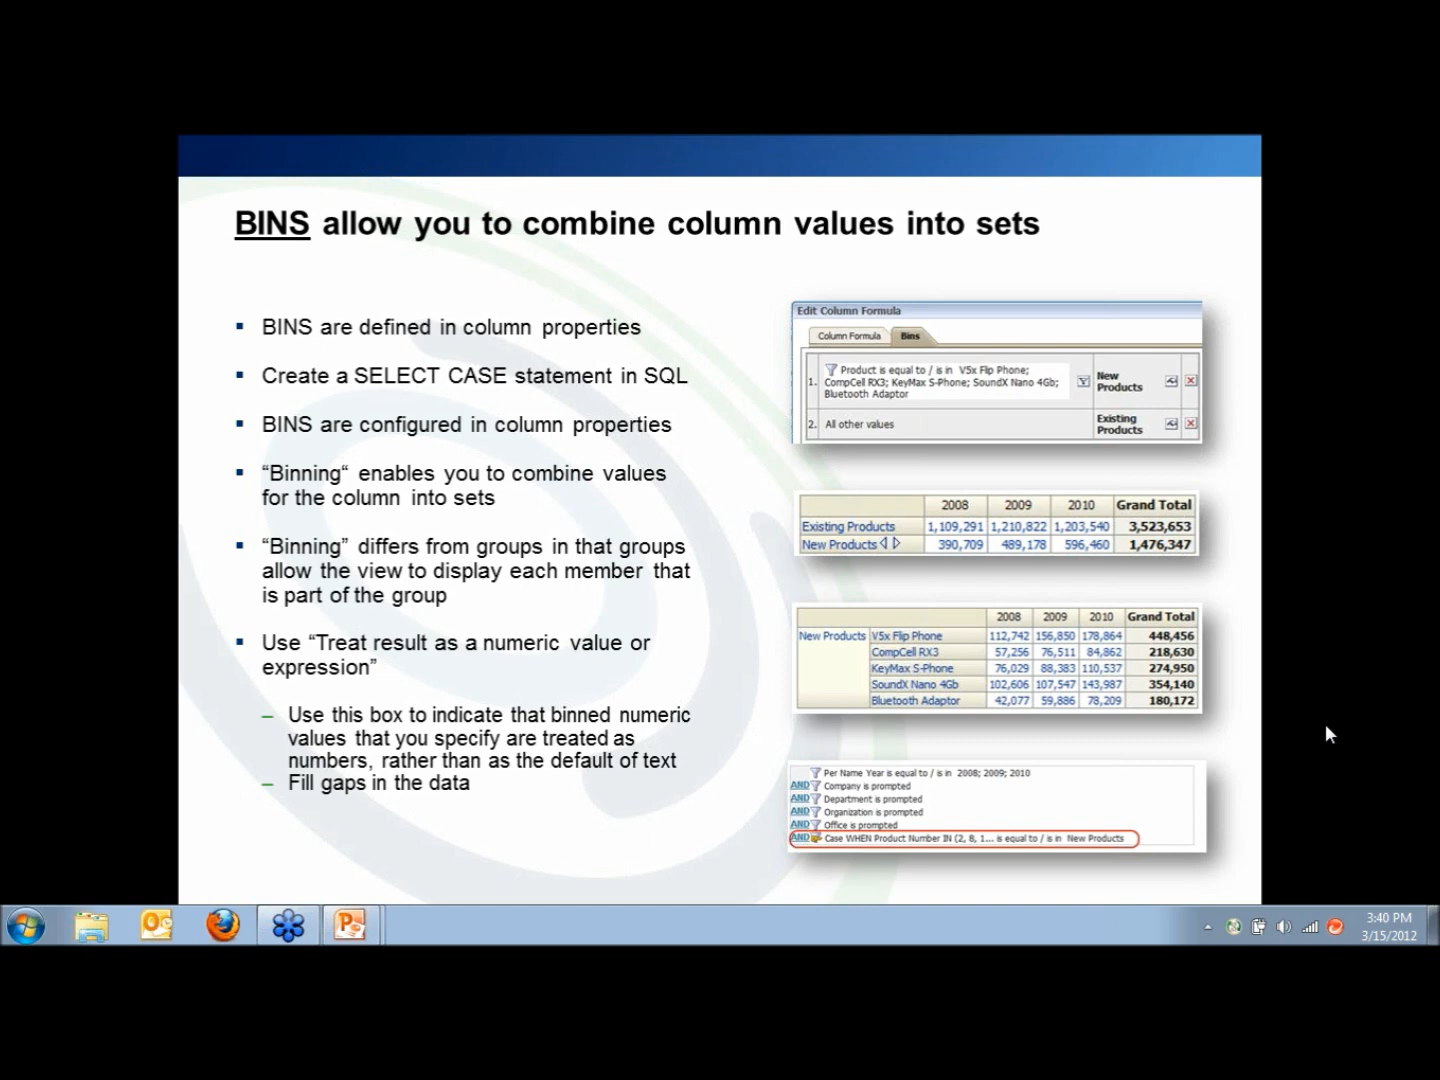 BINS allow you to combine column values into sets
BINS are defined in column properties
Create a SELECT CASE statement in SQL
BINS are configured in column properties
“Binning“ enables you to combine values
for the column into sets
“Binning” differs from groups in that groups
allow the view to display each member that
is part of the group
Use “Treat result as a numeric value or
expression”
– Use this box to indicate that binned numeric
values that you specify are treated as
numbers, rather than as the default of text
– Fill gaps in the data
Edit Column Formula
Column Formula Bins
1. Product is equal to / is in V5x Flip Phone;
CompCell RX3; KeyMax S-Phone; SoundX Nano 4Gb;
Bluetooth Adaptor
New
Products
2. All other values
Existing
Products
2008 2009 2010 Grand Total
Existing Products 1,109,291 1,210,822 1,203,540 3,523,653
New Products 390,709 489,178 596,460 1,476,347
2008 2009 2010 Grand Total
New Products V5x Flip Phone 112,742 156,850 178,864 448,456
CompCell RX3 57,256 76,511 84,862 218,630
KeyMax S-Phone 76,029 88,383 110,537 274,950
SoundX Nano 4Gb 102,606 107,547 143,987 354,140
Bluetooth Adaptor 42,077 59,886 78,209 180,172
Per Name Year is equal to / is in 2008; 2009; 2010
AND Company is prompted
AND Department is prompted
AND Organization is prompted
AND Office is prompted
AND Case WHEN Product Number IN (2, 8, 1... is equal to / is in New Products
3:40 PM
3/15/2012